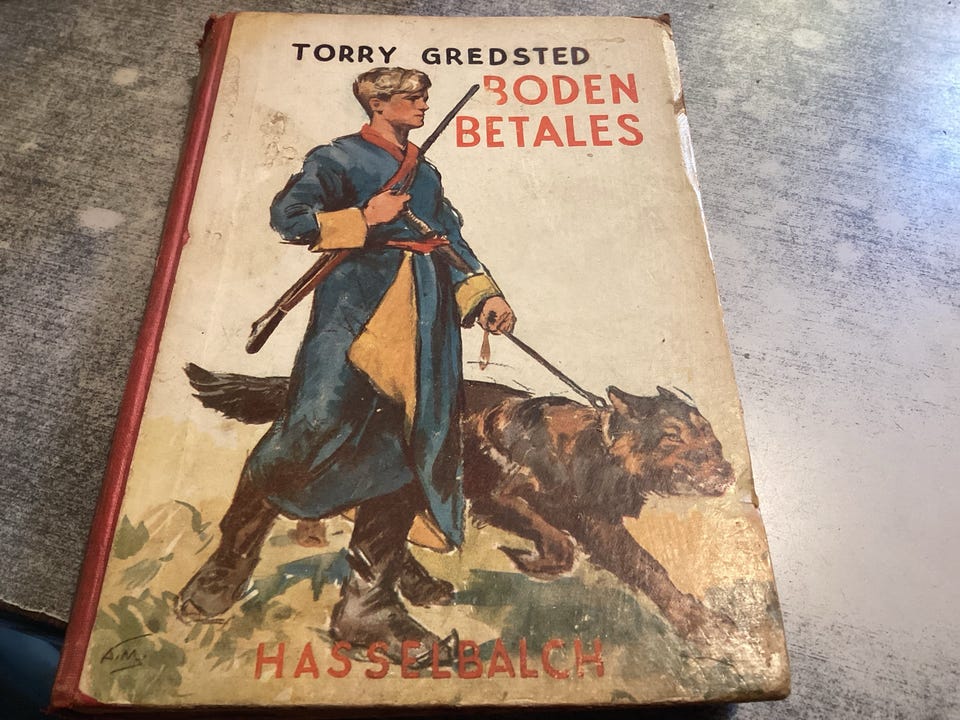 TORRY GREDSTED
BODEN
BETALES
HASSELBALCH